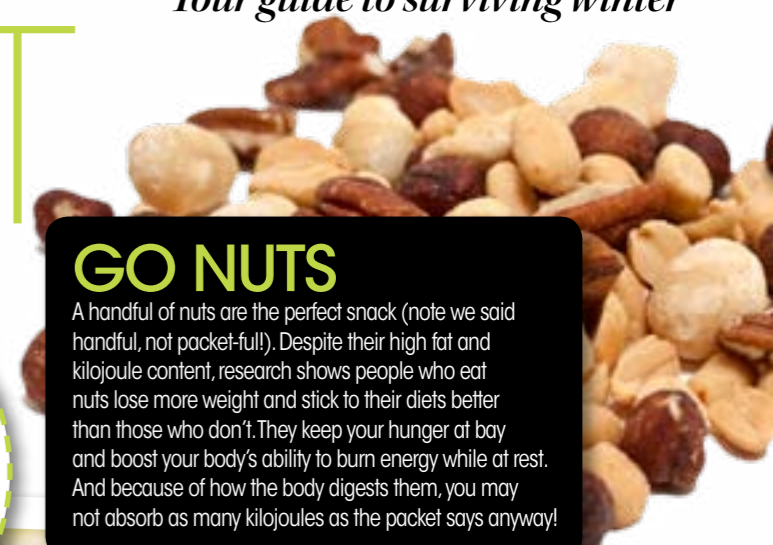 Your guide to surviving winter
T
GO NUTS
A handful of nuts are the perfect snack (note we said
handful, not packet-ful!). Despite their high fat and
kilojoule content, research shows people who eat
nuts lose more weight and stick to their diets better
than those who don't. They keep your hunger at bay
and boost your body's ability to burn energy while at rest.
And because of how the body digests them, you may
not absorb as many kilojoules as the packet says anyway!